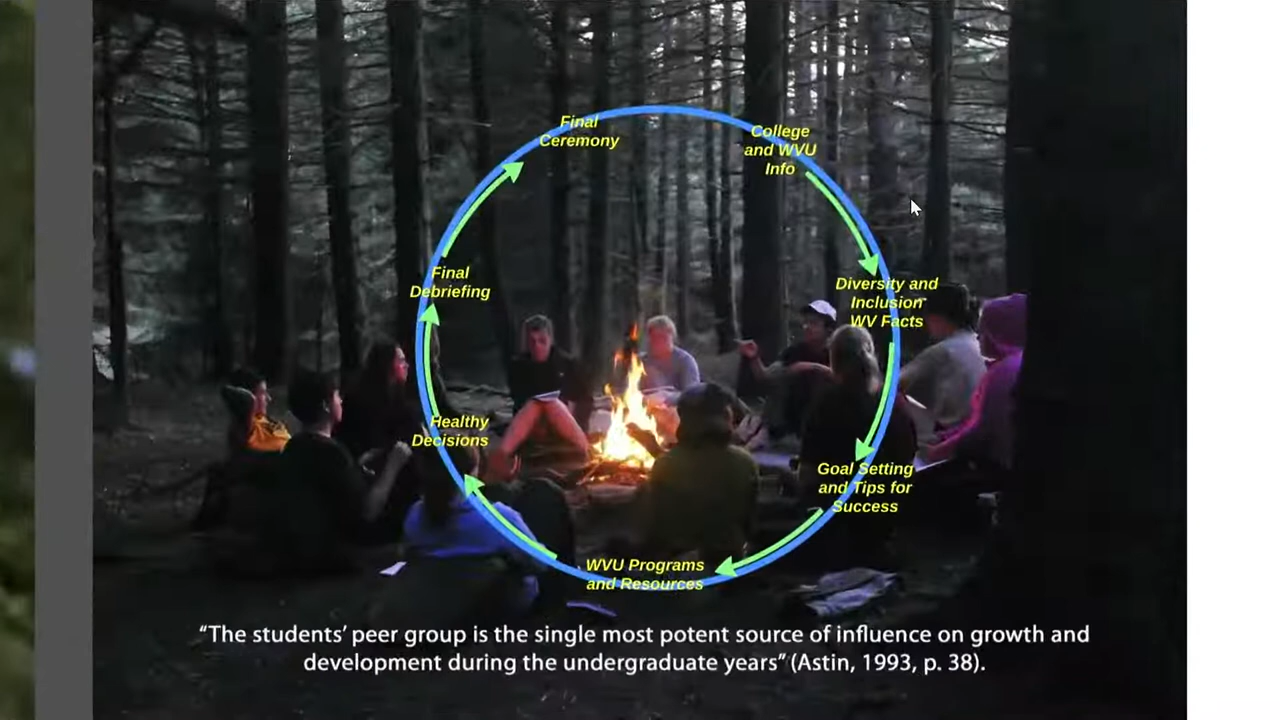 Final
Ceremony
College
and WVU
Info
Diversity and
Inclusion
WV Facts
Goal Setting
and Tips for
Success
WVU Programs
and Resources
Healthy
Decisions
Final
Debriefing
“The students’ peer group is the single most potent source of influence on growth and
development during the undergraduate years” (Astin, 1993, p. 38).